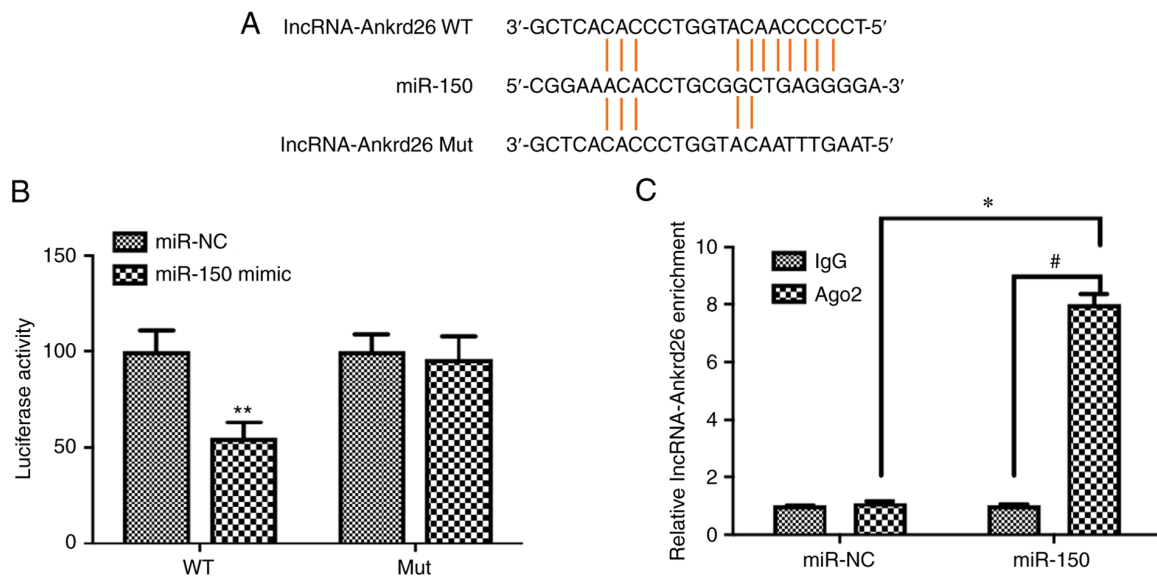 A
lncRNA-Ankrd26 WT 3′-GCTCACACCCTGGTACAACCCCCT-5′
miR-150 5′-CGGAAACACCTGCGGCTGAGGGGA-3′
lncRNA-Ankrd26 Mut 3′-GCTCACACCCTGGTACAATTTGAAT-5′
B
miR-NC
miR-150 mimic
Luciferase activity
150
100
50
0
**
WT
Mut
C
IgG
Ago2
Relative lncRNA-Ankrd26 enrichment
10
8
6
4
2
0
*
#
miR-NC
miR-150